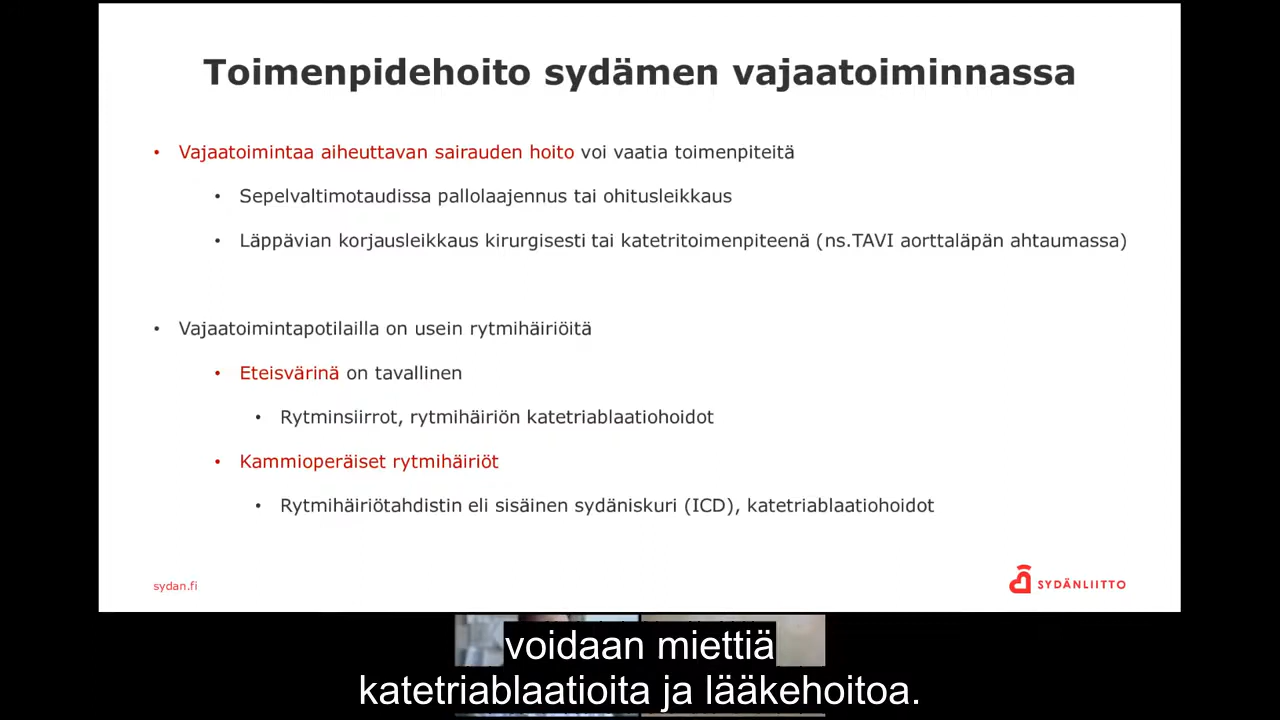 Toimenpidehoito sydämen vajaatoiminnassa
• Vajaatoimintaa aiheuttavan sairauden hoito voi vaatia toimenpiteitä
• Sepelvaltimotaudissa pallolaajennus tai ohitusleikkaus
• Läppävian korjausleikkaus kirurgisesti tai katetritoimenpiteenä (ns.TAVI aorttaläpän ahtaumassa)
• Vajaatoimintapotilailla on usein rytmihäiriöitä
• Eteisvärinä on tavallinen
• Rytminsiirrot, rytmihäiriön katetriablaatiohoidot
• Kammioperäiset rytmihäiriöt
• Rytmihäiriötahdistin eli sisäinen sydäniskuri (ICD), katetriablaatiohoidot
sydan.fi
SYDÄNLIITTO
voidaan miettiä
katetriablaatioita ja lääkehoitoa.